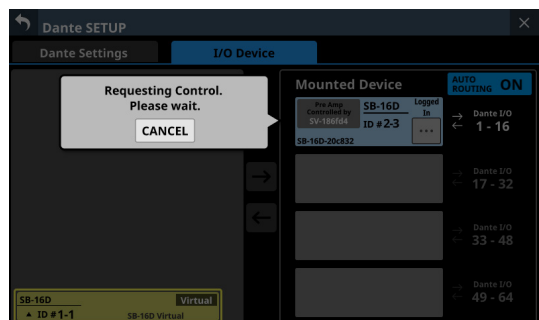 Dante SETUP
Dante Settings
I/O Device
Requesting Control.
Please wait.
CANCEL
Mounted Device
AUTO
ROUTING ON
Pre Amp
Controlled by
SV-186fd4
SB-16D
ID # 2-3
Logged
In
...
SB-16D-20c832
Dante I/O
1 - 16
Dante I/O
17 - 32
Dante I/O
33 - 48
Dante I/O
49 - 64
SB-16D
Virtual
ID # 1-1
SB-16D Virtual